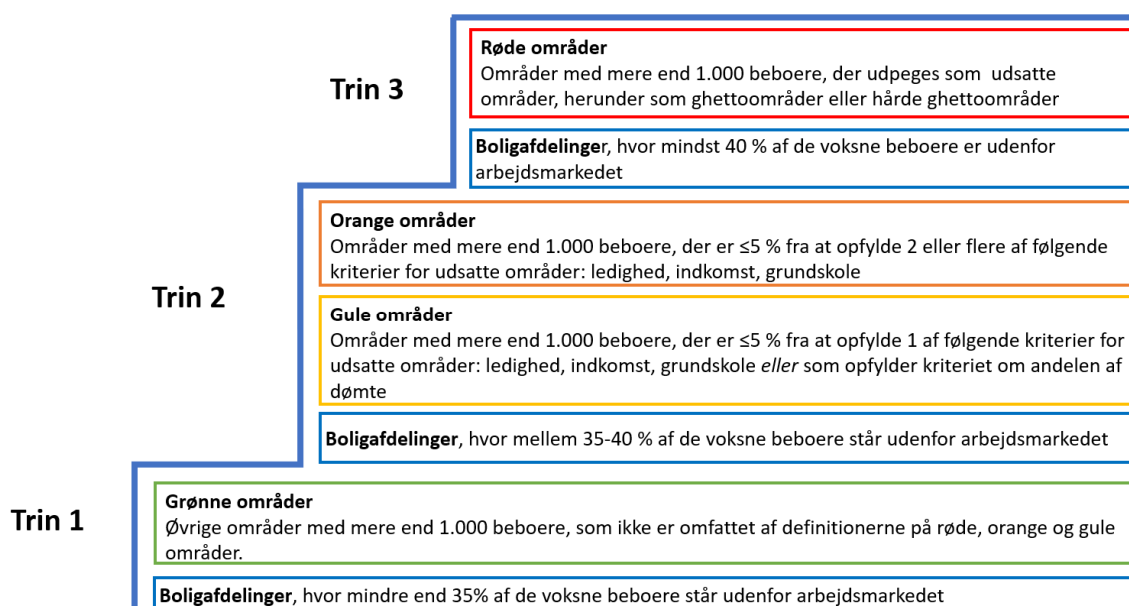 Trin 3
Røde områder
Områder med mere end 1.000 beboere, der udpeges som udsatte
områder, herunder som ghettoområder eller hårde ghettoområder
Boligafdelinger, hvor mindst 40 % af de voksne beboere er udenfor
arbejdsmarkedet
Trin 2
Orange områder
Områder med mere end 1.000 beboere, der er ≤5 % fra at opfylde 2 eller flere af følgende
kriterier for udsatte områder: ledighed, indkomst, grundskole
Gule områder
Områder med mere end 1.000 beboere, der er ≤5 % fra at opfylde 1 af følgende kriterier for
udsatte områder: ledighed, indkomst, grundskole eller som opfylder kriteriet om andelen af
dømte
Boligafdelinger, hvor mellem 35-40 % af de voksne beboere står udenfor arbejdsmarkedet
Trin 1
Grønne områder
Øvrige områder med mere end 1.000 beboere, som ikke er omfattet af definitionerne på røde, orange og gule
områder.
Boligafdelinger, hvor mindre end 35% af de voksne beboere står udenfor arbejdsmarkedet